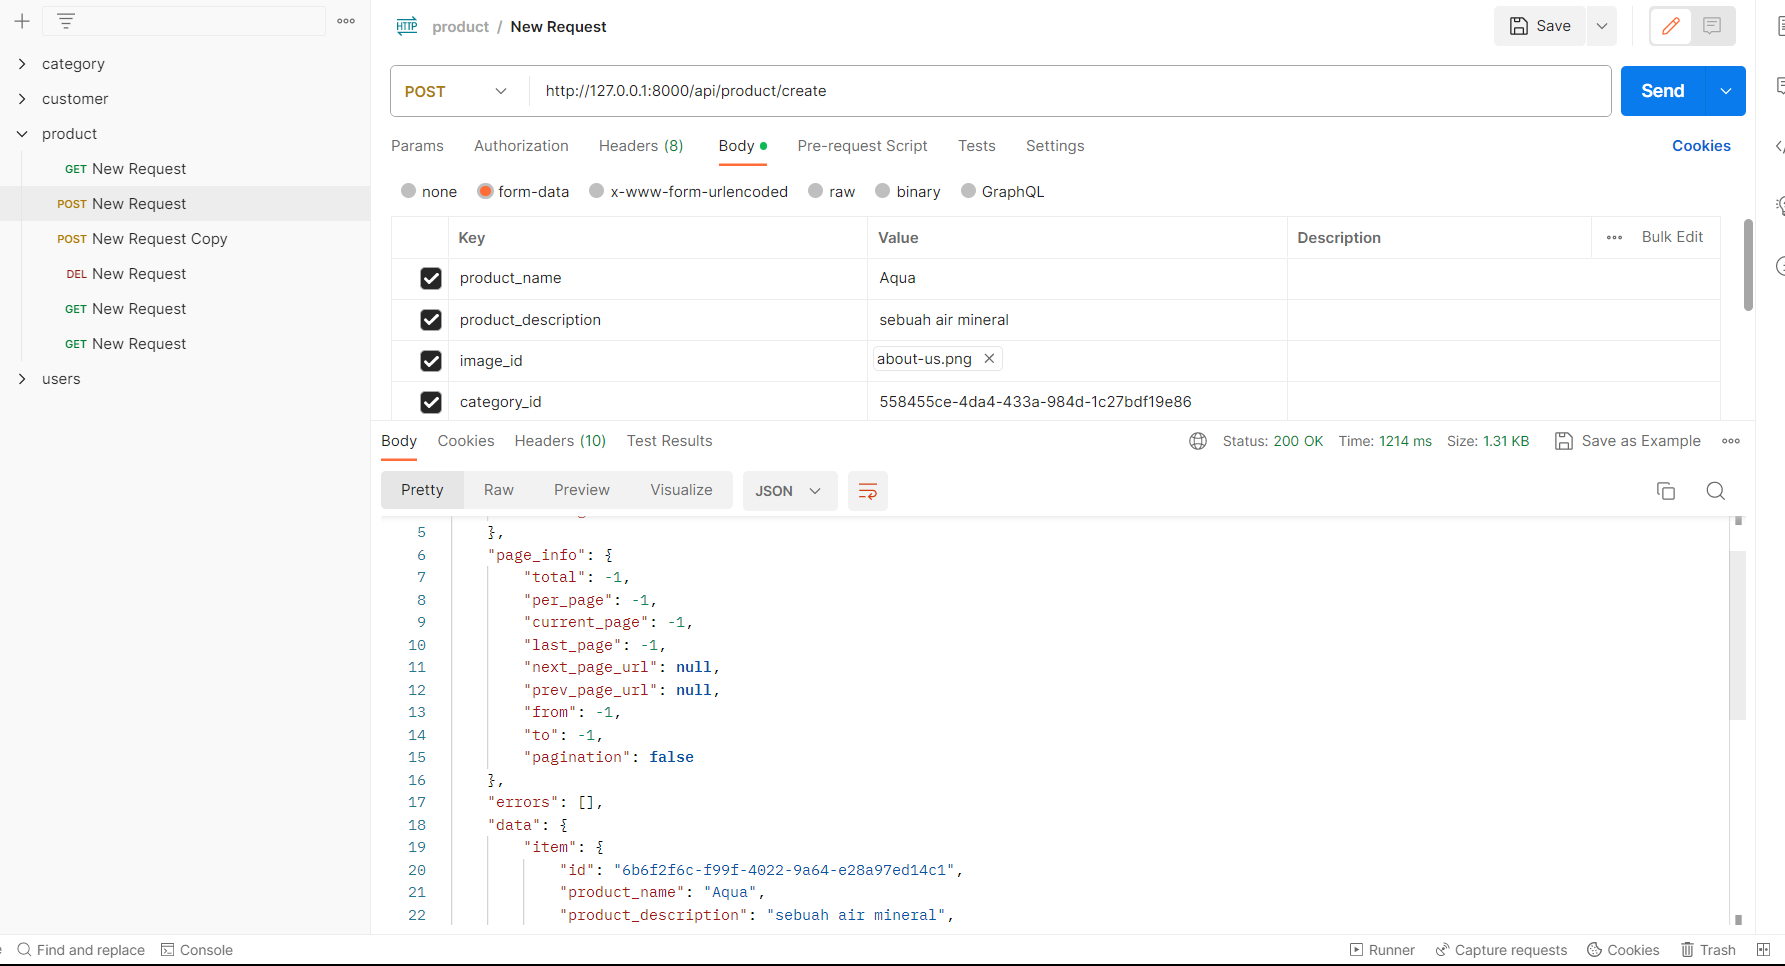 HTTP product / New Request Save
category
customer
product
GET New Request
POST New Request
POST New Request Copy
DEL New Request
GET New Request
GET New Request
users
POST http://127.0.0.1:8000/api/product/create Send
Params Authorization Headers (8) Body Pre-request Script Tests Settings Cookies
none form-data x-www-form-urlencoded raw binary GraphQL
Key Value Description Bulk Edit
product_name Aqua
product_description sebuah air mineral
image_id about-us.png
category_id 558455ce-4da4-433a-984d-1c27bdf19e86
Body Cookies Headers (10) Test Results Status: 200 OK Time: 1214 ms Size: 1.31 KB Save as Example
Pretty Raw Preview Visualize JSON
5 },
6 "page_info": {
7 "total": -1,
8 "per_page": -1,
9 "current_page": -1,
10 "last_page": -1,
11 "next_page_url": null,
12 "prev_page_url": null,
13 "from": -1,
14 "to": -1,
15 "pagination": false
16 },
17 "errors": [],
18 "data": {
19 "item": {
20 "id": "6b6f2f6c-f99f-4022-9a64-e28a97ed14c1",
21 "product_name": "Aqua",
22 "product_description": "sebuah air mineral",
Find and replace Console Runner Capture requests Cookies Trash